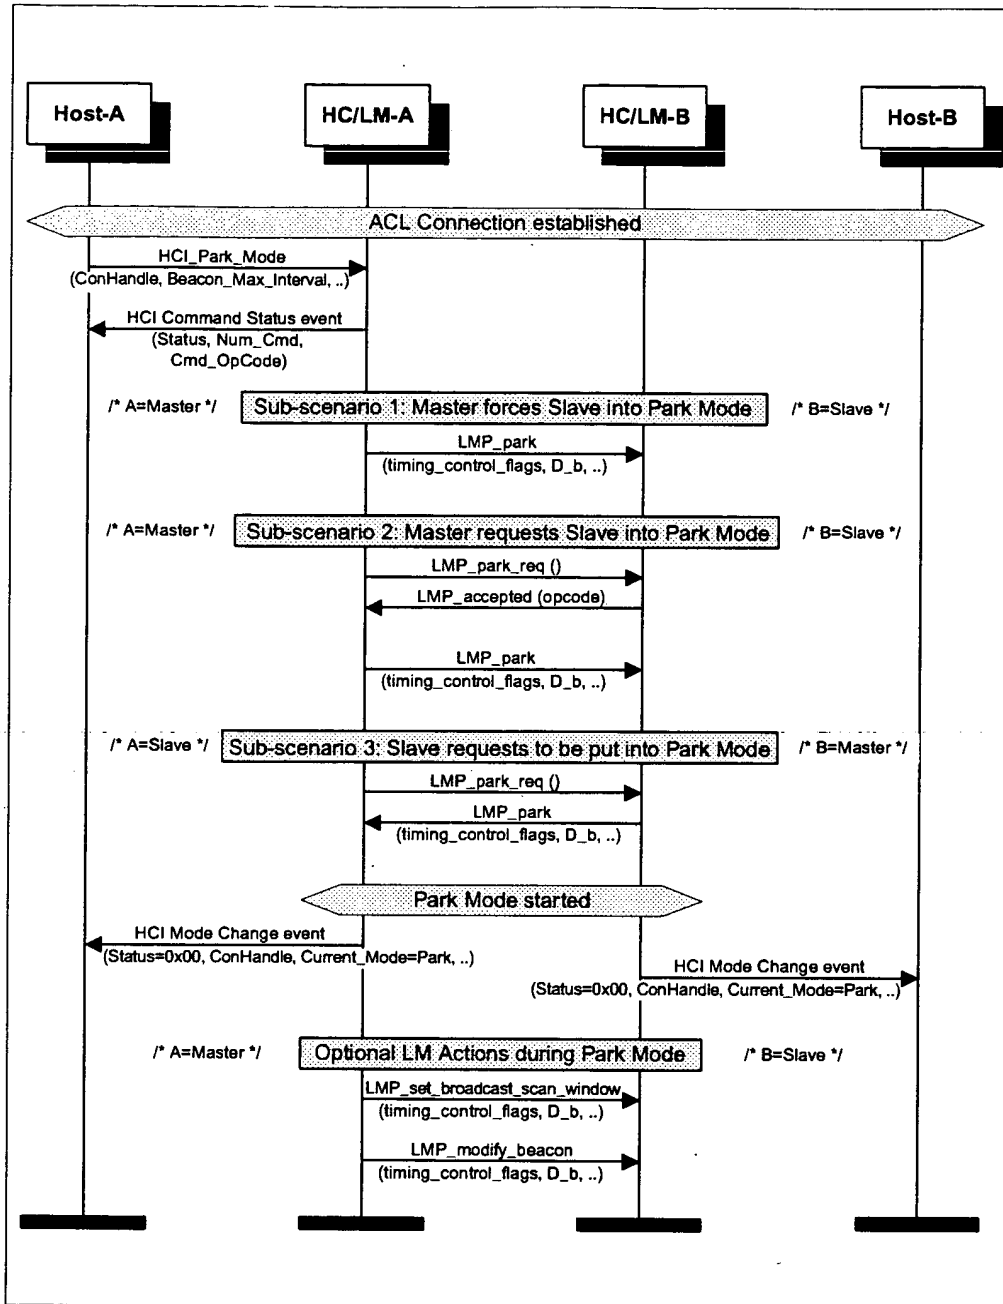 Host-A
HC/LM-A
HC/LM-B
Host-B
ACL Connection established
HCI_Park_Mode
(ConHandle, Beacon_Max_Interval, ..)
HCI Command Status event
(Status, Num_Cmd,
Cmd_OpCode)
/* A=Master */
Sub-scenario 1: Master forces Slave into Park Mode
/* B=Slave */
LMP_park
(timing_control_flags, D_b, ..)
/* A=Master */
Sub-scenario 2: Master requests Slave into Park Mode
/* B=Slave */
LMP_park_req ()
LMP_accepted (opcode)
LMP_park
(timing_control_flags, D_b, ..)
/* A=Slave */
Sub-scenario 3: Slave requests to be put into Park Mode
/* B=Master */
LMP_park_req ()
LMP_park
(timing_control_flags, D_b, ..)
Park Mode started
HCI Mode Change event
(Status=0x00, ConHandle, Current_Mode=Park, ..)
HCI Mode Change event
(Status=0x00, ConHandle, Current_Mode=Park, ..)
/* A=Master */
Optional LM Actions during Park Mode
/* B=Slave */
LMP_set_broadcast_scan_window
(timing_control_flags, D_b, ..)
LMP_modify_beacon
(timing_control_flags, D_b, ..)